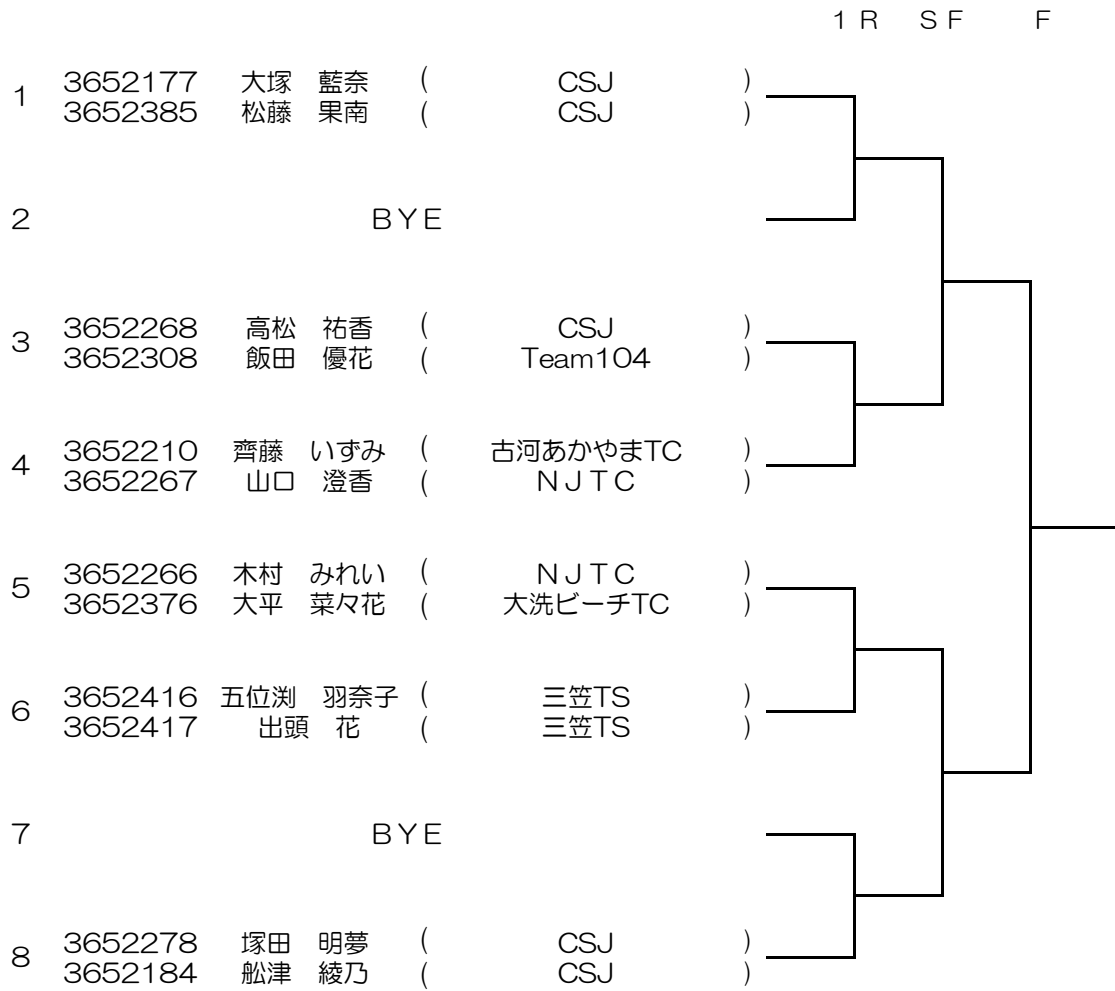 １Ｒ ＳＦ Ｆ
1 3652177 大塚　藍奈 ( CSJ )
3652385 松藤　果南 ( CSJ )
2 ＢＹＥ
3 3652268 高松　祐香 ( CSJ )
3652308 飯田　優花 ( Team104 )
4 3652210 齊藤　いずみ ( 古河あかやまTC )
3652267 山口　澄香 ( ＮＪＴＣ )
5 3652266 木村　みれい ( ＮＪＴＣ )
3652376 大平　菜々花 ( 大洗ビーチTC )
6 3652416 五位渕　羽奈子 ( 三笠TS )
3652417 出頭　花 ( 三笠TS )
7 ＢＹＥ
8 3652278 塚田　明夢 ( CSJ )
3652184 舩津　綾乃 ( CSJ )